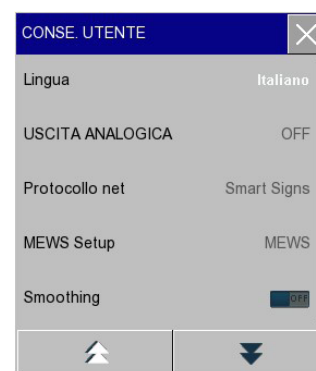 CONSE. UTENTE
Lingua Italiano
USCITA ANALOGICA OFF
Protocollo net Smart Signs
MEWS Setup MEWS
Smoothing OFF